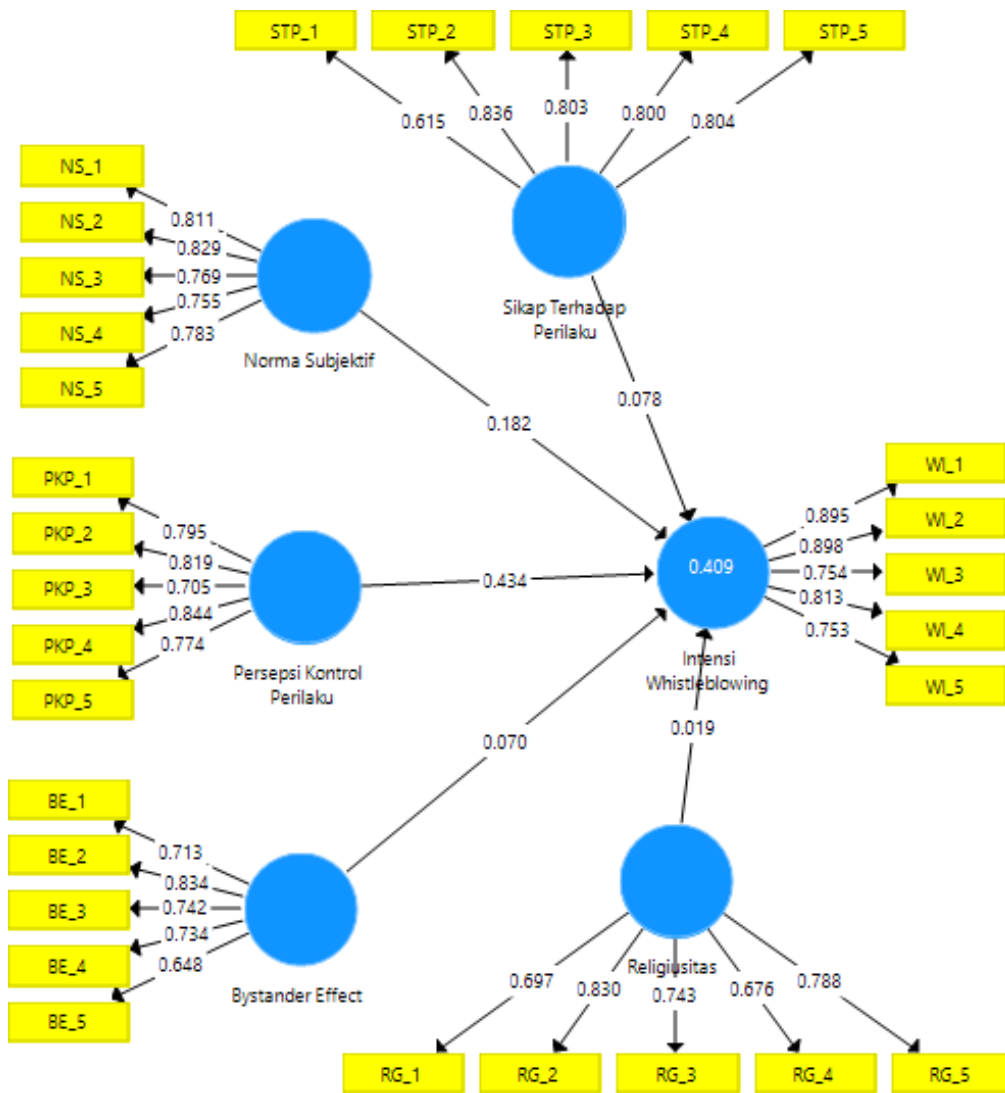 STP_1
STP_2
STP_3
STP_4
STP_5
0.615
0.836
0.803
0.800
0.804
Sikap Terhadap
Perilaku
0.078
NS_1
NS_2
NS_3
NS_4
NS_5
0.811
0.829
0.769
0.755
0.783
Norma Subjektif
0.182
PKP_1
PKP_2
PKP_3
PKP_4
PKP_5
0.795
0.819
0.705
0.844
0.774
Persepsi Kontrol
Perilaku
0.434
0.409
Intensi
Whistleblowing
0.895
0.898
0.754
0.813
0.753
WI_1
WI_2
WI_3
WI_4
WI_5
BE_1
BE_2
BE_3
BE_4
BE_5
0.713
0.834
0.742
0.734
0.648
Bystander Effect
0.070
0.019
Religiusitas
0.697
0.830
0.743
0.676
0.788
RG_1
RG_2
RG_3
RG_4
RG_5